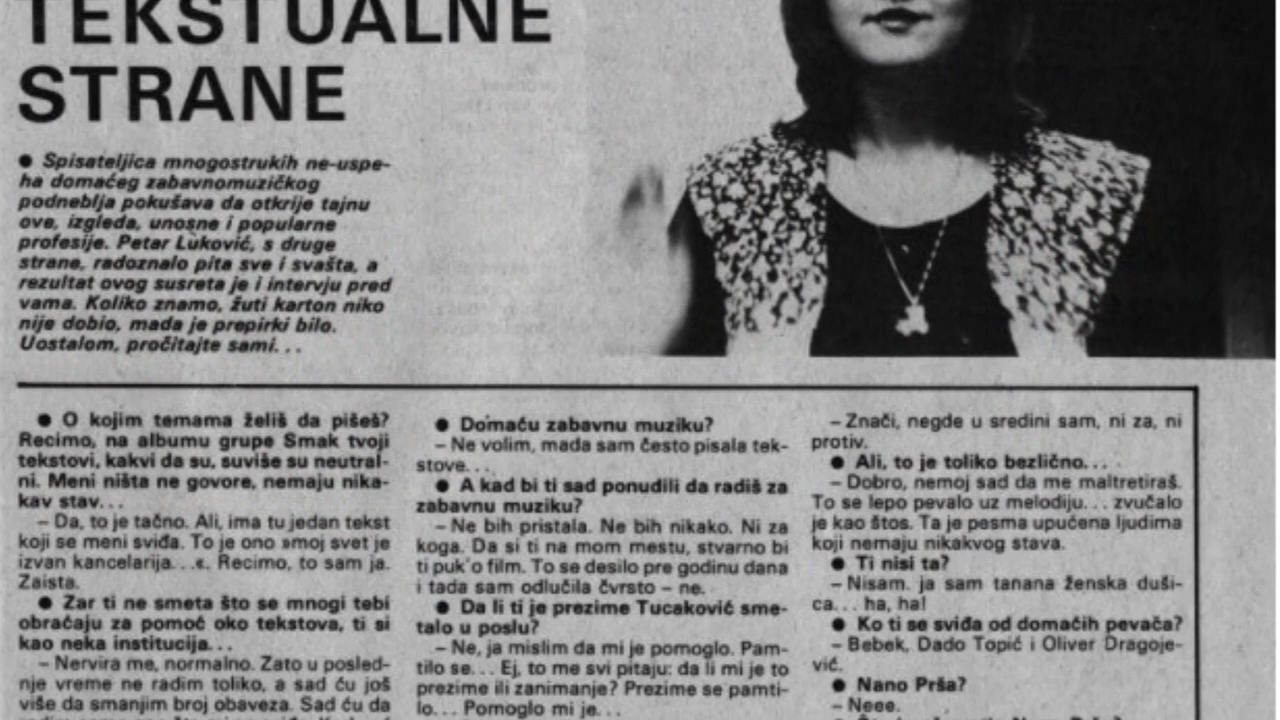 TEKSTUALNE
STRANE
● Spisateljica mnogostrukih ne-uspe-
ha domaćeg zabavnomuzičkog
podneblja pokušava da otkrije tajnu
ove, izgleda, unosne i popularne
profesije. Petar Luković, s druge
strane, radoznalo pita sve i svašta, a
rezultat ovog susreta je i intervju pred
vama. Koliko znamo, žuti karton niko
nije dobio, mada je prepirki bilo.
Uostalom, pročitajte sami...
● O kojim temama želiš da pišeš?
Recimo, na albumu grupe Smak tvoji
tekstovi, kakvi da su, suviše su neutral-
ni. Meni ništa ne govore, nemaju nika-
kav stav...
– Da, to je tačno. Ali, ima tu jedan tekst
koji se meni sviđa. To je ono »moj svet je
izvan kancelarija...«. Recimo, to sam ja.
Zaista.
● Zar ti ne smeta što se mnogi tebi
obraćaju za pomoć oko tekstova, ti si
kao neka institucija...
– Nervira me, normalno. Zato u posled-
nje vreme ne radim toliko, a sad ću još
više da smanjim broj obaveza. Sad ću da
● Domaću zabavnu muziku?
– Ne volim, mada sam često pisala tek-
stove...
● A kad bi ti sad ponudili da radiš za
zabavnu muziku?
– Ne bih pristala. Ne bih nikako. Ni za
koga. Da si ti na mom mestu, stvarno bi
ti puk'o film. To se desilo pre godinu dana
i tada sam odlučila čvrsto – ne.
● Da li ti je prezime Tucaković sme-
talo u poslu?
– Ne, ja mislim da mi je pomoglo. Pam-
tilo se... Ej, to me svi pitaju: da li mi je to
prezime ili zanimanje? Prezime se pamti-
lo... Pomoglo mi je...
– Znači, negde u sredini sam, ni za, ni
protiv.
● Ali, to je toliko bezlično...
– Dobro, nemoj sad da me maltretiraš.
To se lepo pevalo uz melodiju... zvučalo
je kao štos. Ta je pesma upućena ljudima
koji nemaju nikakvog stava.
● Ti nisi ta?
– Nisam. ja sam tanana ženska duši-
ca... ha, ha!
● Ko ti se sviđa od domaćih pevača?
– Bebek, Dado Topić i Oliver Dragoje-
vić.
● Nano Prša?
– Neee.